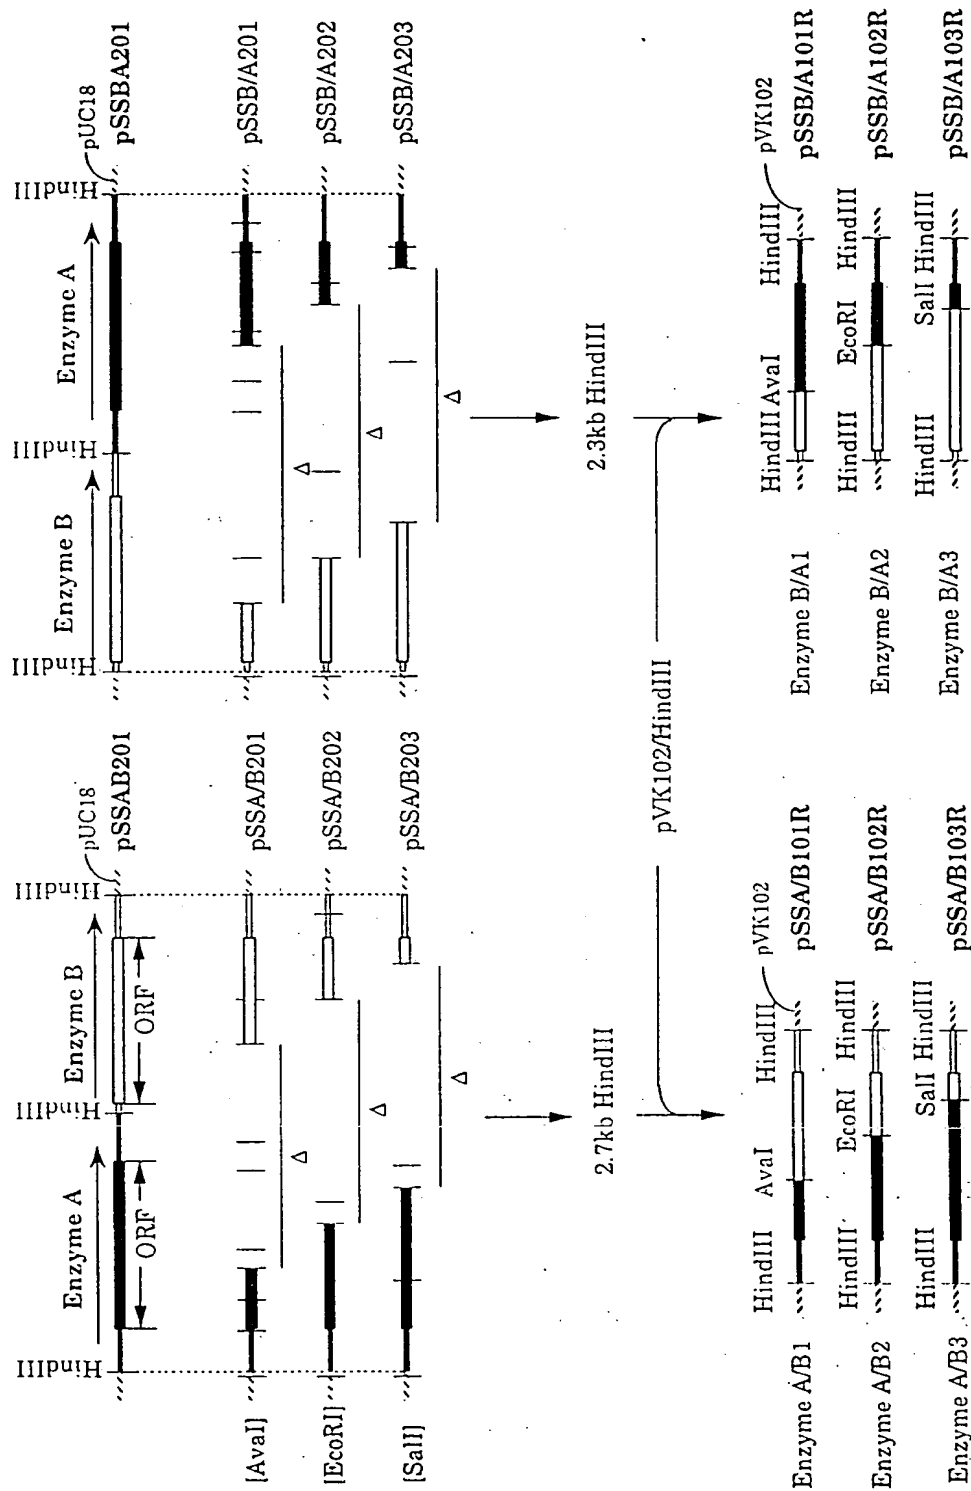 HindIII
Enzyme A
HindIII
Enzyme B
HindIII
pUC18
pSSAB201
ORF
ORF
[AvaI]
pSSA/B201
[EcoRI]
pSSA/B202
[SalI]
pSSA/B203
2.7kb HindIII
HindIII
Enzyme B
HindIII
Enzyme A
HindIII
pUC18
pSSBA201
pSSB/A201
pSSB/A202
pSSB/A203
2.3kb HindIII
pVK102/HindIII
HindIII
AvaI
HindIII
pVK102
Enzyme A/B1
pSSA/B101R
HindIII
EcoRI
HindIII
Enzyme A/B2
pSSA/B102R
HindIII
SalI HindIII
Enzyme A/B3
pSSA/B103R
HindIII AvaI
HindIII
pVK102
Enzyme B/A1
pSSB/A101R
HindIII
EcoRI
HindIII
Enzyme B/A2
pSSB/A102R
HindIII
SalI HindIII
Enzyme B/A3
pSSB/A103R